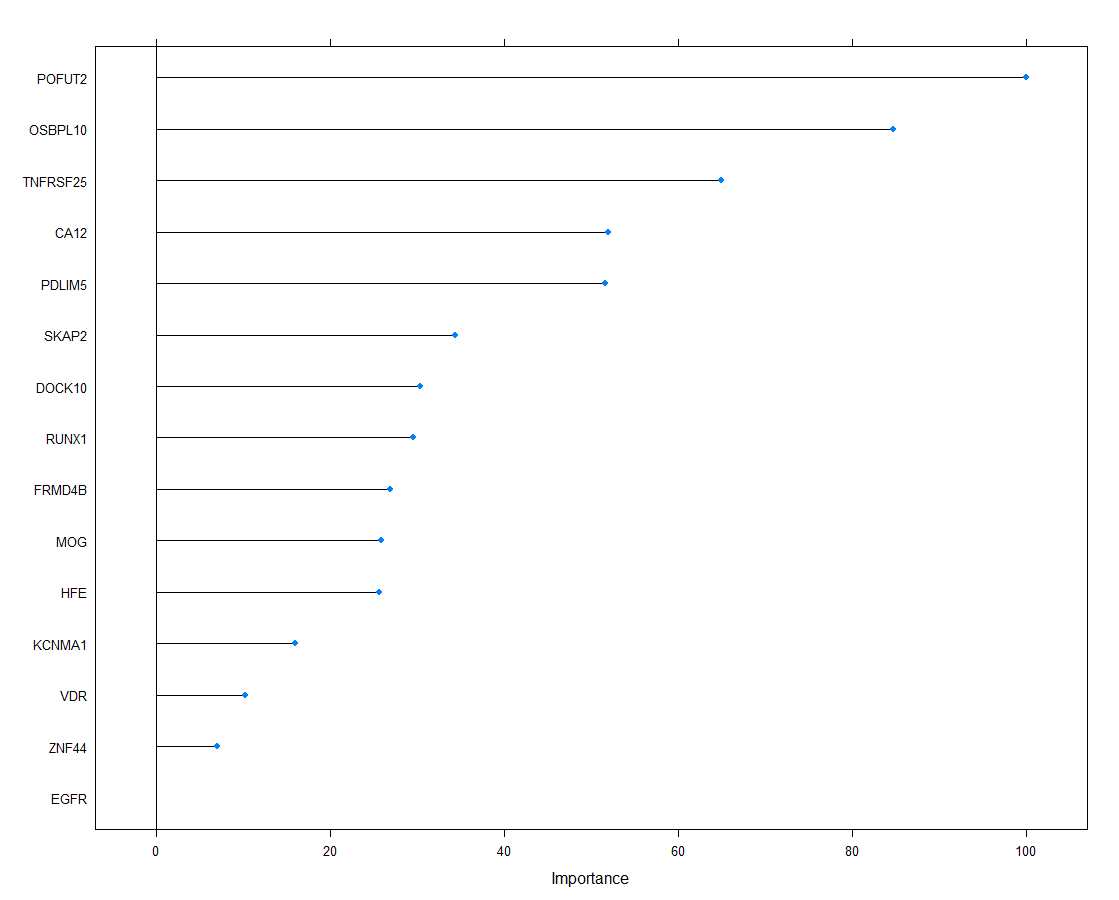 POFUT2
OSBPL10
TNFRSF25
CA12
PDLIM5
SKAP2
DOCK10
RUNX1
FRMD4B
MOG
HFE
KCNMA1
VDR
ZNF44
EGFR
0 20 40 60 80 100
Importance